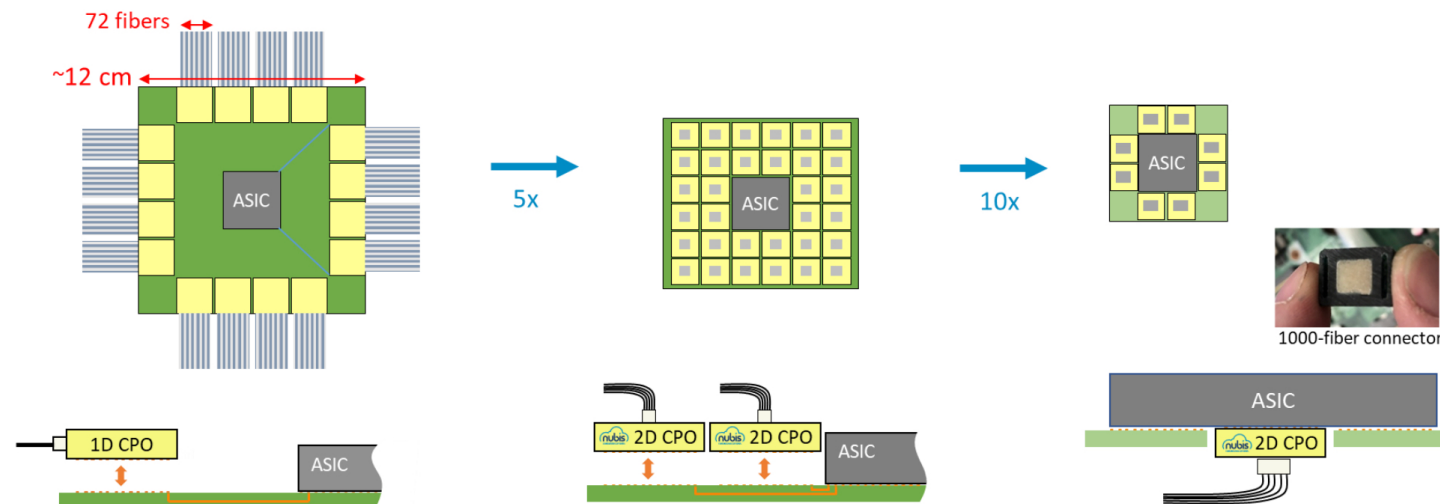 72 fibers
~12 cm
ASIC
5x
ASIC
10x
ASIC
1000-fiber connector
1D CPO
ASIC
nubis 2D CPO
nubis 2D CPO
ASIC
ASIC
nubis 2D CPO